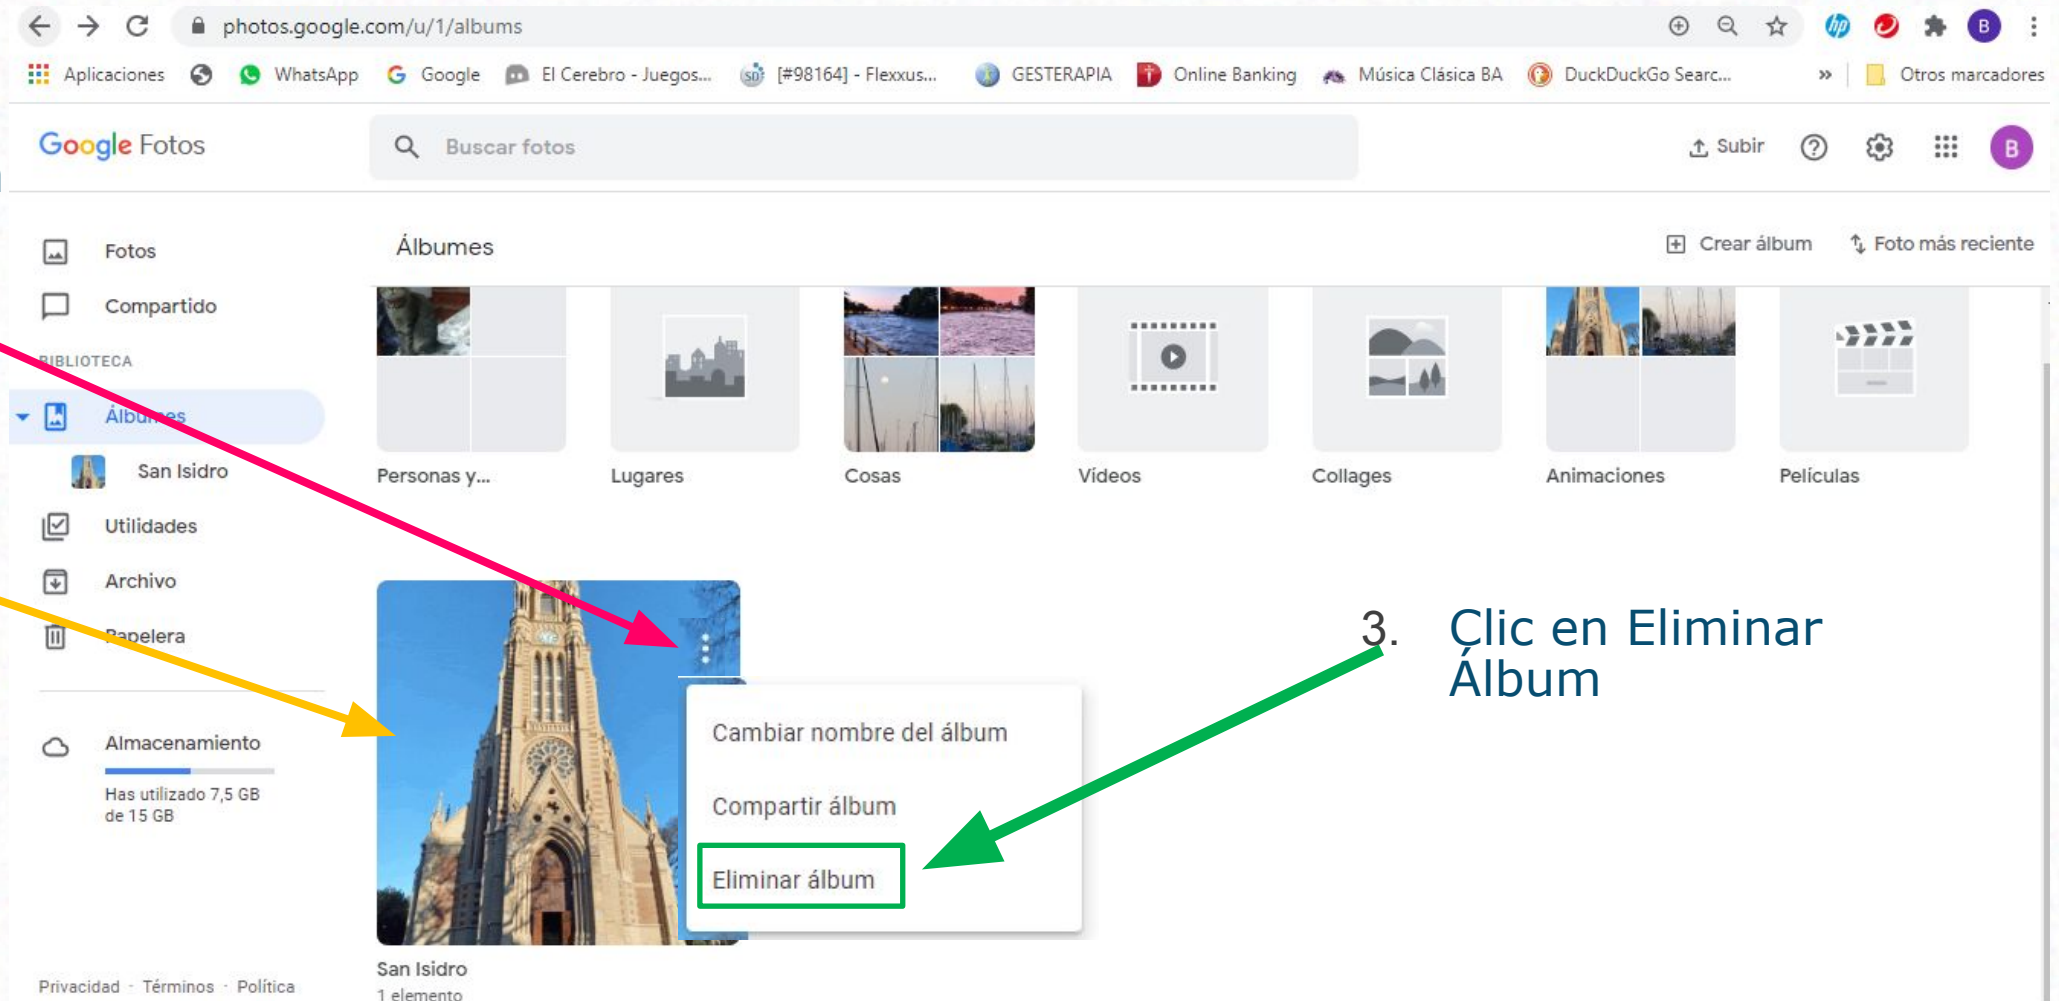 photos.google.com/u/1/albums
B
Aplicaciones WhatsApp Google El Cerebro - Juegos... [#98164] - Flexxus... GESTERAPIA Online Banking Música Clásica BA DuckDuckGo Searc... » Otros marcadores
Google Fotos
Buscar fotos
Subir
B
Fotos
Compartido
BIBLIOTECA
Álbumes
San Isidro
Utilidades
Archivo
Papelera
Almacenamiento
Has utilizado 7,5 GB
de 15 GB
Privacidad · Términos · Política
Álbumes
Crear álbum
Foto más reciente
Personas y...
Lugares
Cosas
Vídeos
Collages
Animaciones
Películas
San Isidro
1 elemento
Cambiar nombre del álbum
Compartir álbum
Eliminar álbum
3. Clic en Eliminar
Álbum